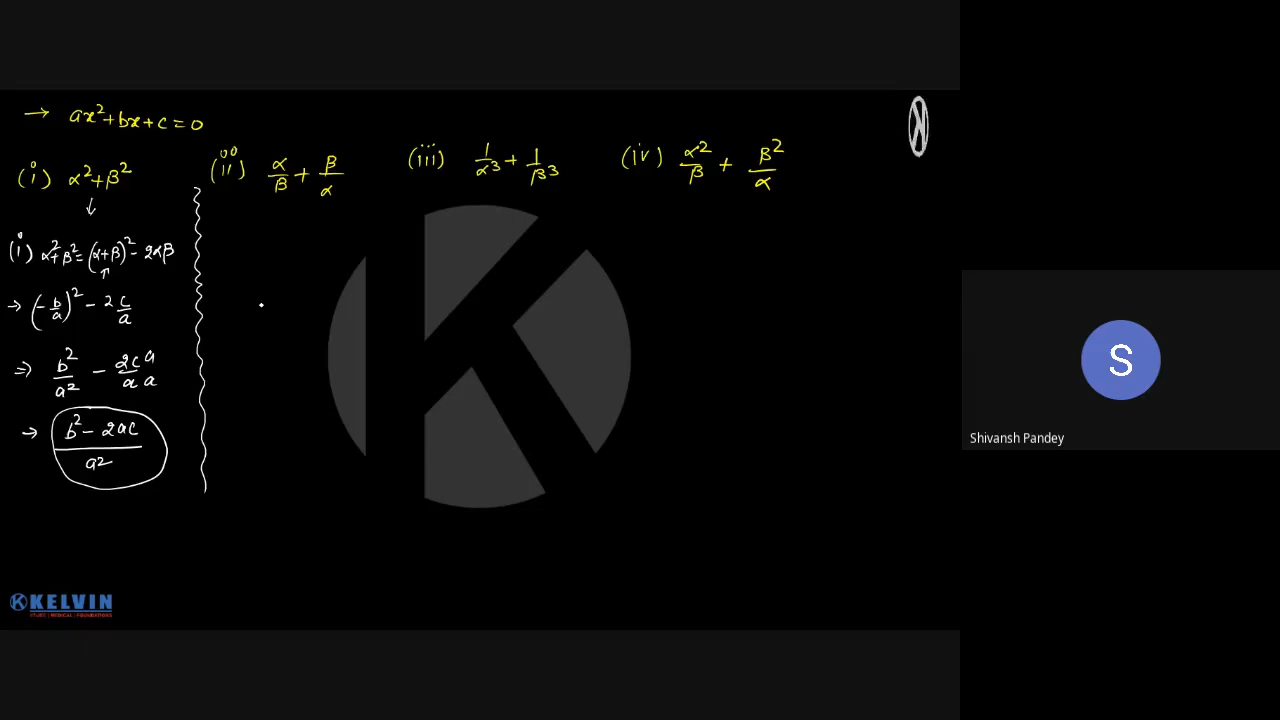 → ax²+bx+c=0
(i) α²+β² (ii) α/β + β/α (iii) 1/α³ + 1/β³ (iv) α²/β + β²/α
↓
(i) α²+β² = (α+β)² - 2αβ
↑
→ (-b/a)² - 2 c/a
⇒ b²/a² - 2c/a a/a
→ b² - 2ac / a²
S
Shivansh Pandey
KELVIN